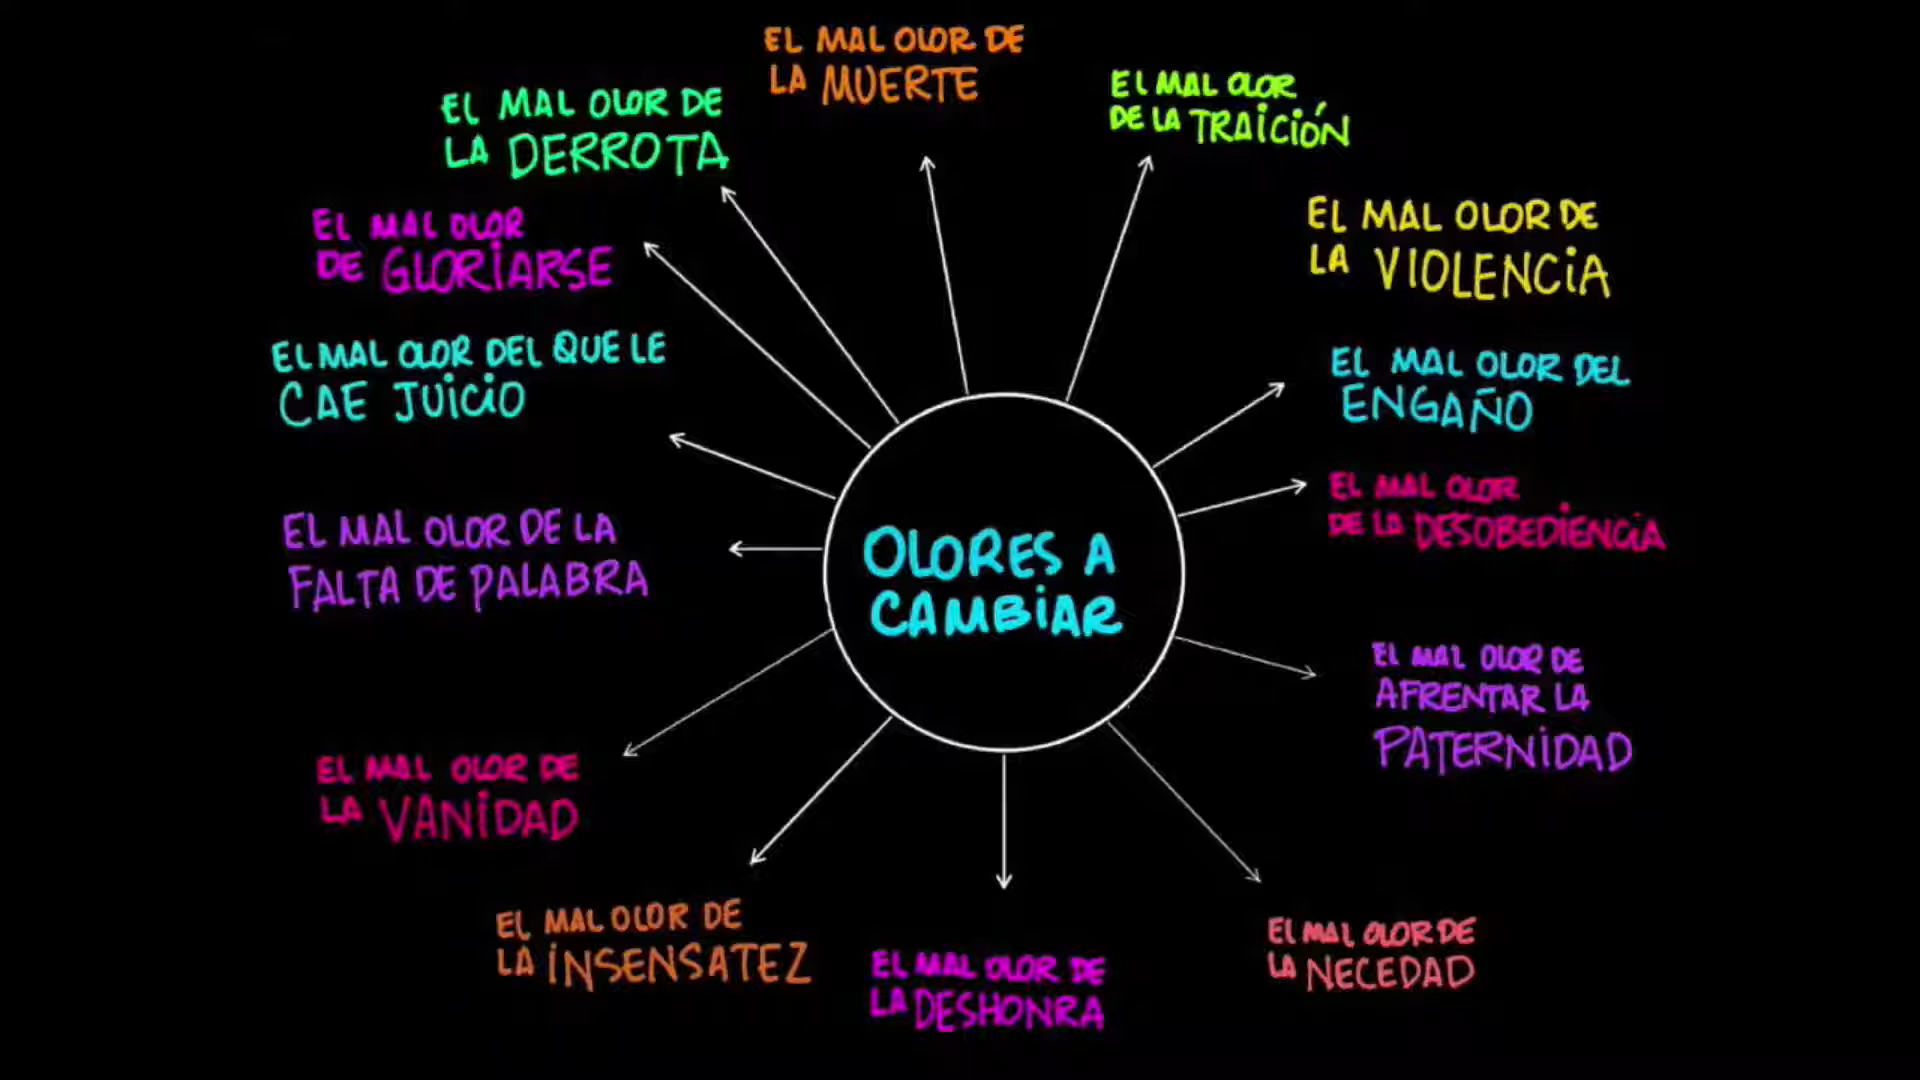 EL MAL OLOR DE
LA MUERTE
EL MAL OLOR
DE LA TRAICIÓN
EL MAL OLOR DE
LA VIOLENCIA
EL MAL OLOR DEL
ENGAÑO
EL MAL OLOR
DE LA DESOBEDIENCIA
EL MAL OLOR DE
AFRENTAR LA
PATERNIDAD
EL MAL OLOR DE
LA NECEDAD
EL MAL OLOR DE
LA DESHONRA
EL MAL OLOR DE
LA INSENSATEZ
EL MAL OLOR DE
LA VANIDAD
EL MAL OLOR DE LA
FALTA DE PALABRA
EL MAL OLOR DEL QUE LE
CAE JUICIO
EL MAL OLOR
DE GLORIARSE
EL MAL OLOR DE
LA DERROTA
OLORES A
CAMBIAR